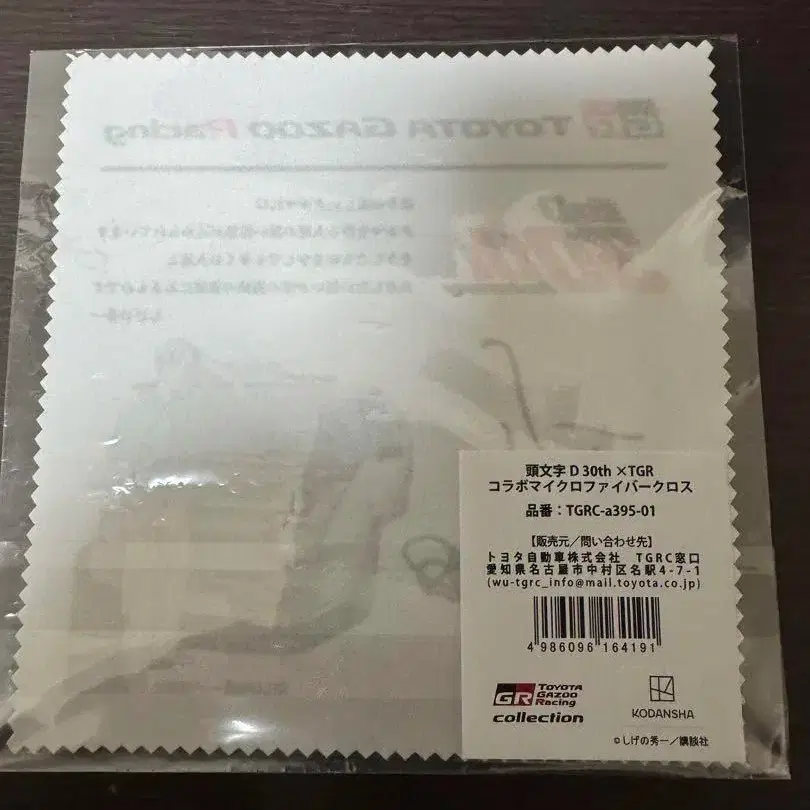 GR TOYOTA GAZOO Racing
頭文字 D 30th ×TGR
コラボマイクロファイバークロス
品番：TGRC-a395-01
【販売元／問い合わせ先】
トヨタ自動車株式会社　TGRC窓口
愛知県名古屋市中村区名駅4-7-1
(wu-tgrc_info@mail.toyota.co.jp)
4 986096 164191
GR TOYOTA GAZOO Racing
collection
KODANSHA
©しげの秀一／講談社